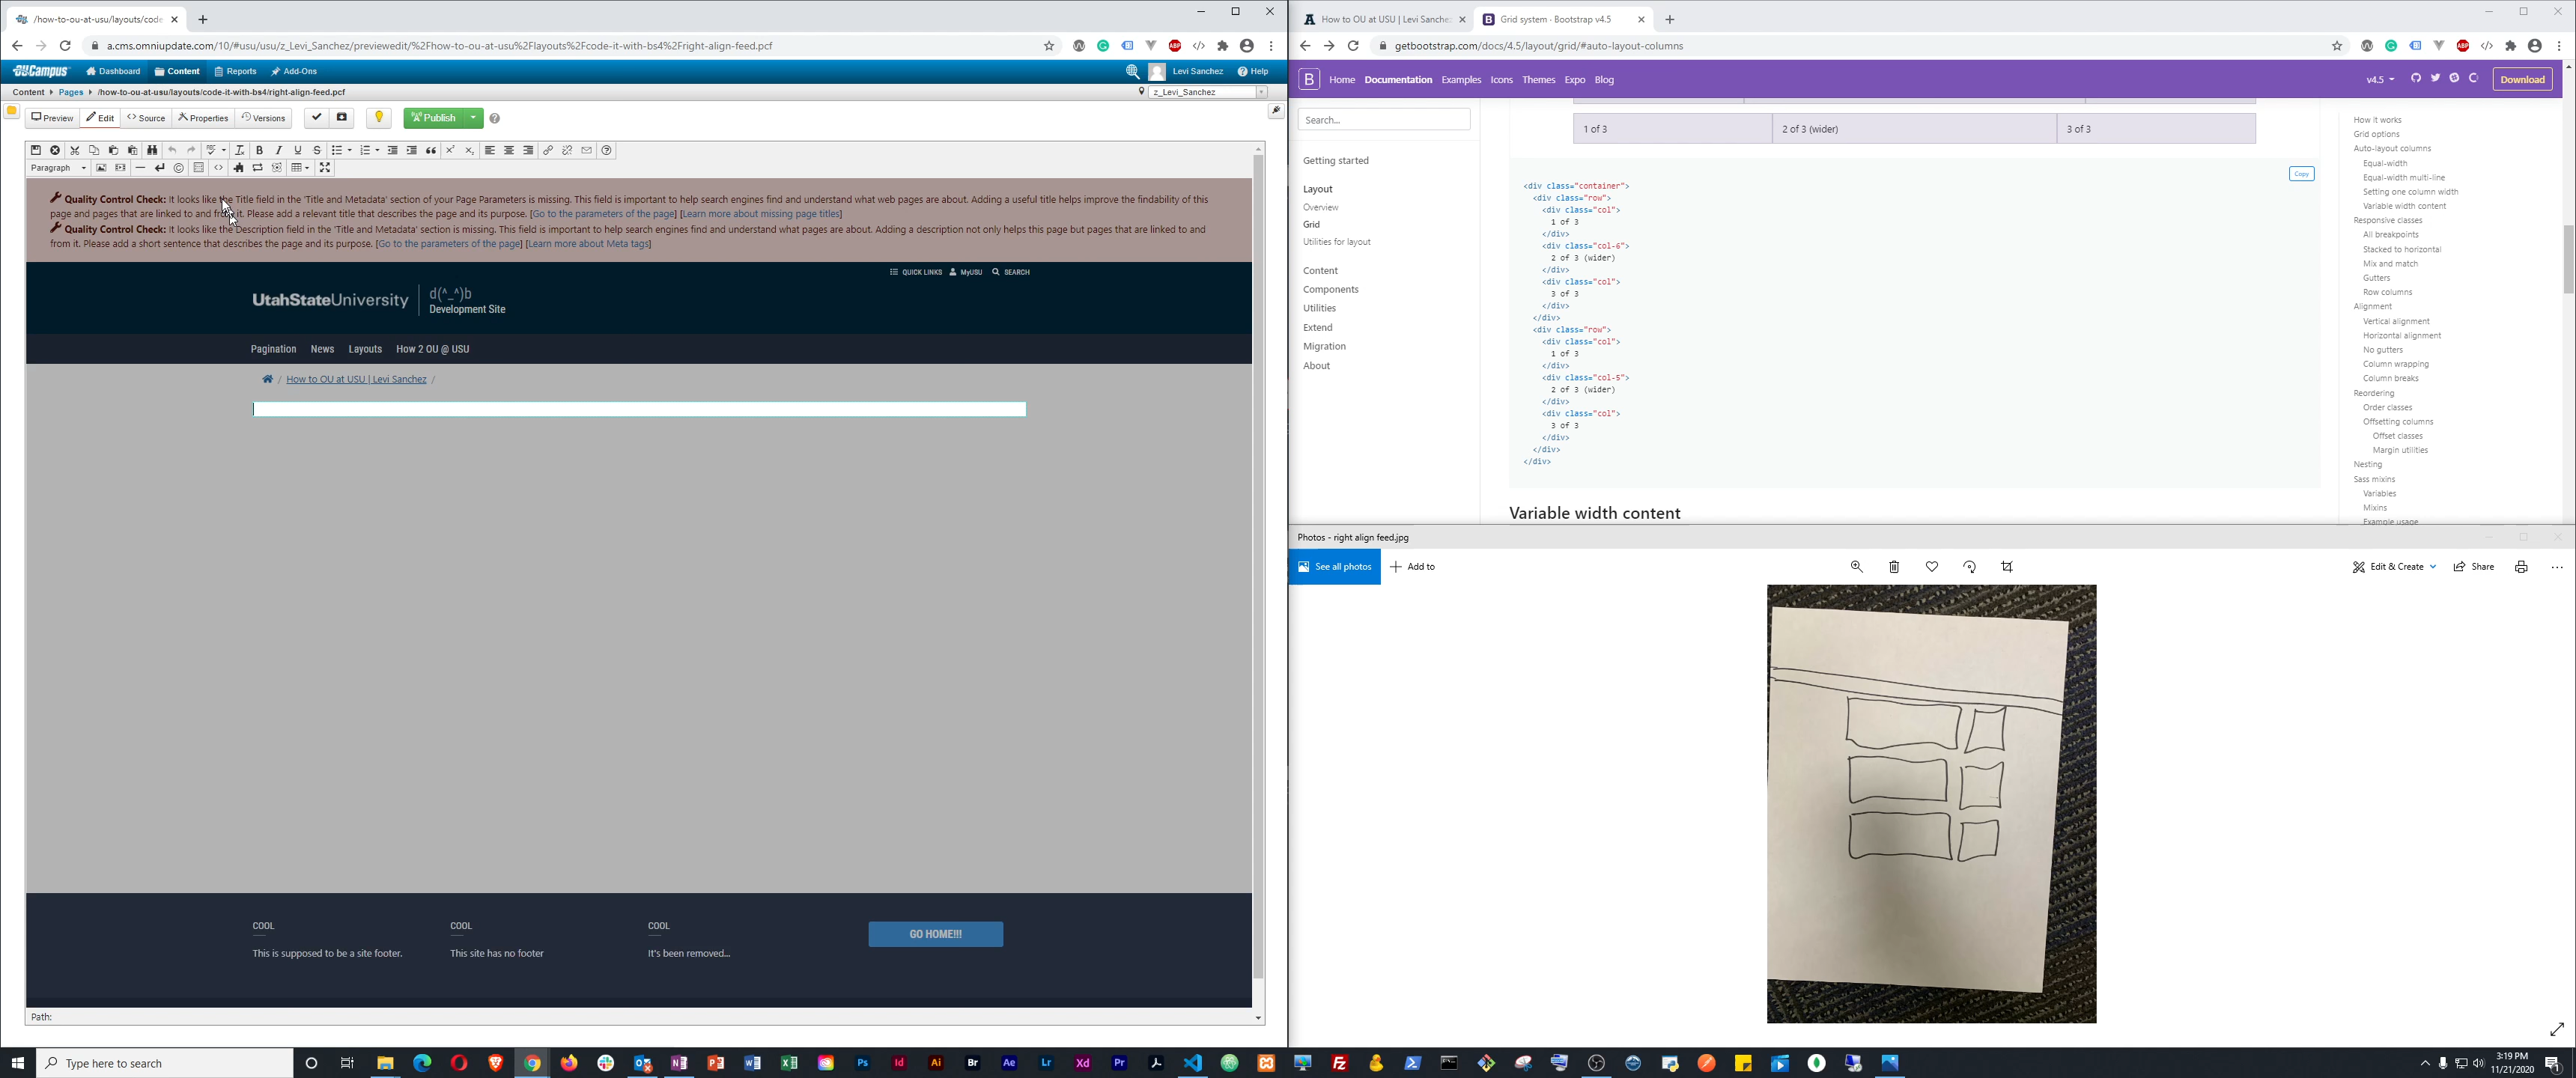 /how-to-ou-at-usu/layouts/code
a.cms.omniupdate.com/10/#usu/usu/z_Levi_Sanchez/previewedit/%2Fhow-to-ou-at-usu%2Flayouts%2Fcode-it-with-bs4%2Fright-align-feed.pcf
OU Campus Dashboard Content Reports Add-Ons Levi Sanchez Help
Content Pages /how-to-ou-at-usu/layouts/code-it-with-bs4/right-align-feed.pcf z_Levi_Sanchez
Preview Edit Source Properties Versions Publish
Paragraph
Quality Control Check: It looks like the Title field in the 'Title and Metadata' section of your Page Parameters is missing. This field is important to help search engines find and understand what web pages are about. Adding a useful title helps improve the findability of this
page and pages that are linked to and from it. Please add a relevant title that describes the page and its purpose. [Go to the parameters of the page] [Learn more about missing page titles]
Quality Control Check: It looks like the Description field in the 'Title and Metadata' section is missing. This field is important to help search engines find and understand what pages are about. Adding a description not only helps this page but pages that are linked to and
from it. Please add a short sentence that describes the page and its purpose. [Go to the parameters of the page] [Learn more about Meta tags]
QUICK LINKS MyUSU SEARCH
UtahStateUniversity d(^_^)b
Development Site
Pagination News Layouts How 2 OU @ USU
/ How to OU at USU | Levi Sanchez /
COOL COOL COOL GO HOME!!!
This is supposed to be a site footer. This site has no footer It's been removed...
Path:
How to OU at USU | Levi Sanche Grid system · Bootstrap v4.5
getbootstrap.com/docs/4.5/layout/grid/#auto-layout-columns
B Home Documentation Examples Icons Themes Expo Blog v4.5 Download
Search...
Getting started
Layout
Overview
Grid
Utilities for layout
Content
Components
Utilities
Extend
Migration
About
1 of 3 2 of 3 (wider) 3 of 3
Copy
<div class="container">
<div class="row">
<div class="col">
1 of 3
</div>
<div class="col-6">
2 of 3 (wider)
</div>
<div class="col">
3 of 3
</div>
</div>
<div class="row">
<div class="col">
1 of 3
</div>
<div class="col-5">
2 of 3 (wider)
</div>
<div class="col">
3 of 3
</div>
</div>
</div>
Variable width content
How it works
Grid options
Auto-layout columns
Equal-width
Equal-width multi-line
Setting one column width
Variable width content
Responsive classes
All breakpoints
Stacked to horizontal
Mix and match
Gutters
Row columns
Alignment
Vertical alignment
Horizontal alignment
No gutters
Column wrapping
Column breaks
Reordering
Order classes
Offsetting columns
Offset classes
Margin utilities
Nesting
Sass mixins
Variables
Mixins
Example usage
Photos - right align feed.jpg
See all photos Add to Edit & Create Share
Type here to search
3:19 PM
11/21/2020